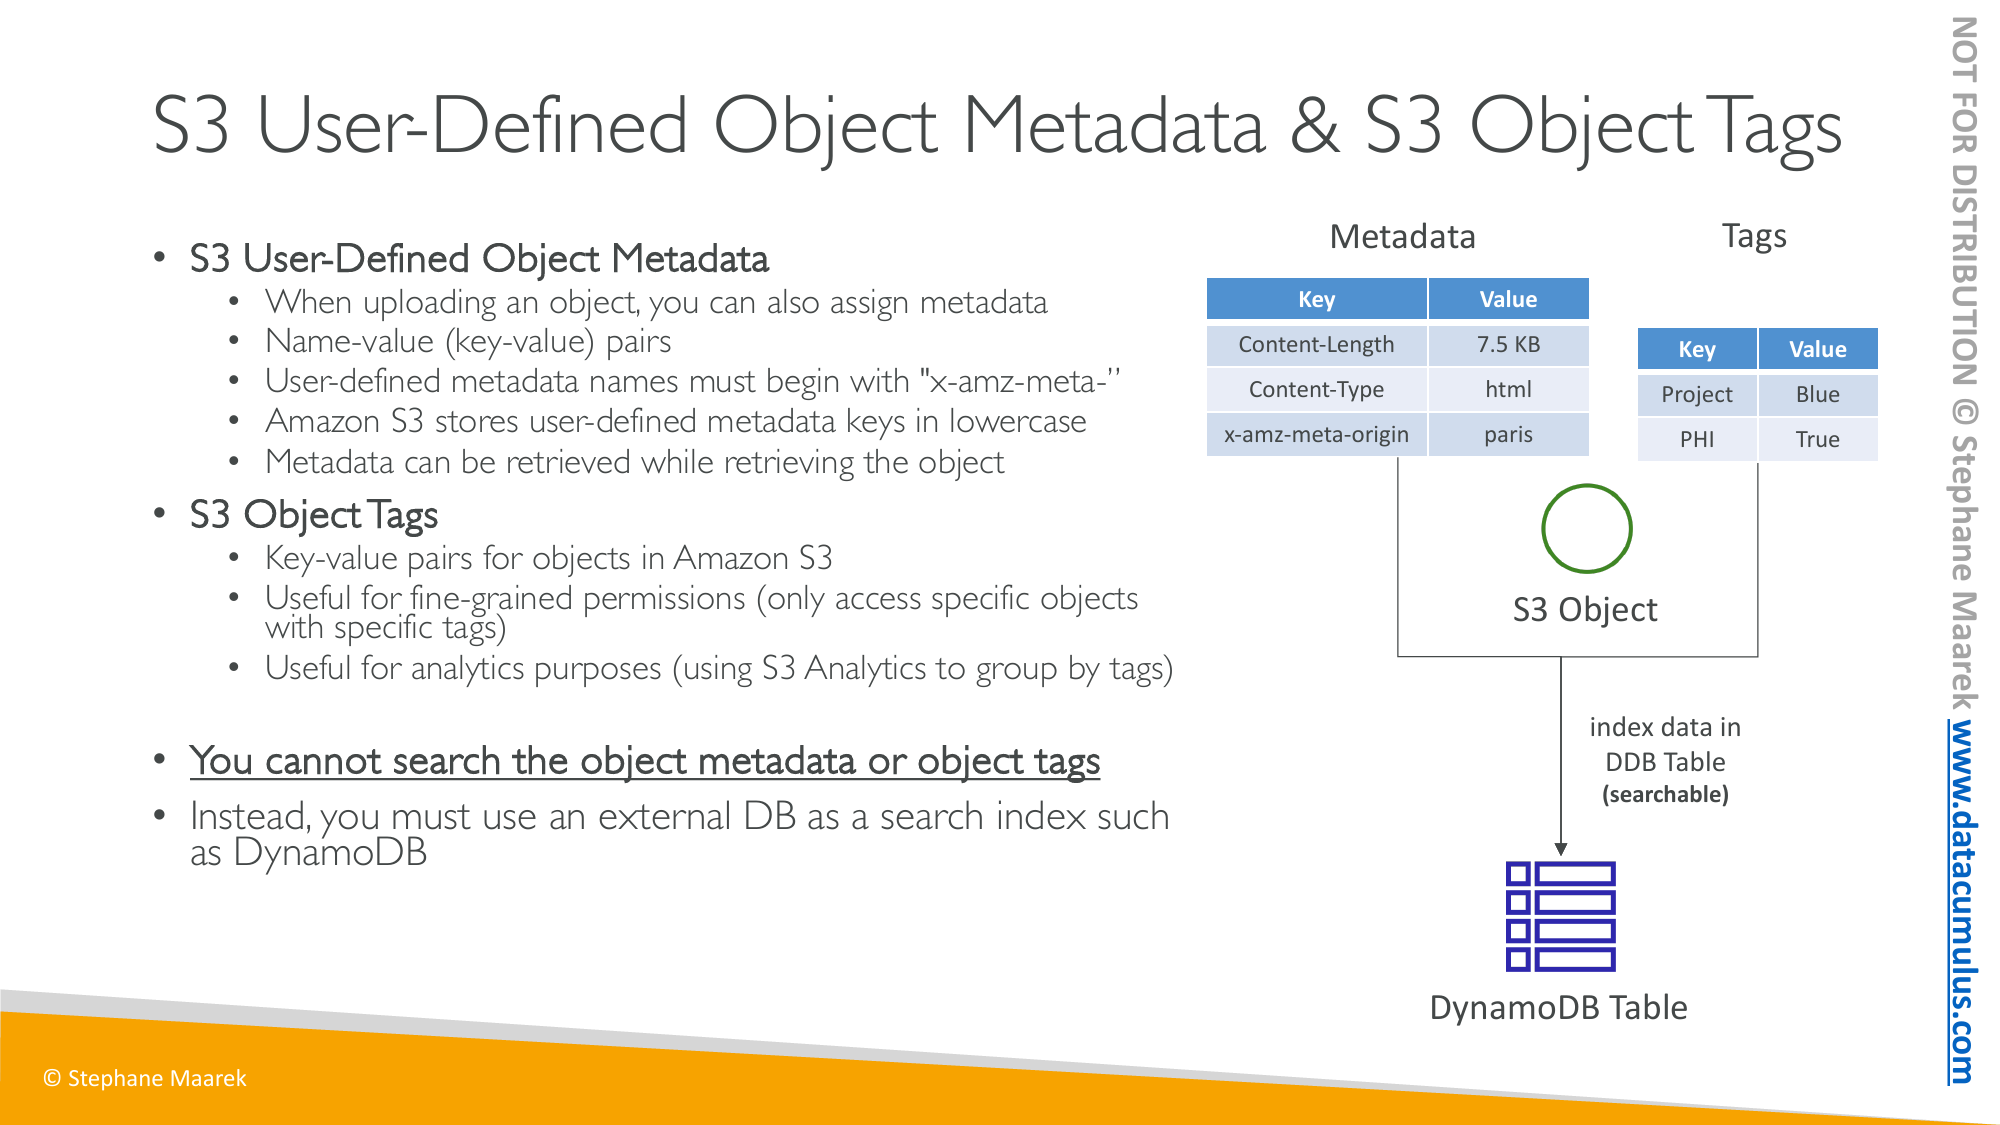 S3 User-Defined Object Metadata & S3 Object Tags
• S3 User-Defined Object Metadata
• When uploading an object, you can also assign metadata
• Name-value (key-value) pairs
• User-defined metadata names must begin with "x-amz-meta-”
• Amazon S3 stores user-defined metadata keys in lowercase
• Metadata can be retrieved while retrieving the object
• S3 Object Tags
• Key-value pairs for objects in Amazon S3
• Useful for fine-grained permissions (only access specific objects
with specific tags)
• Useful for analytics purposes (using S3 Analytics to group by tags)
• You cannot search the object metadata or object tags
• Instead, you must use an external DB as a search index such
as DynamoDB
Metadata
Key Value
Content-Length 7.5 KB
Content-Type html
x-amz-meta-origin paris
Tags
Key Value
Project Blue
PHI True
S3 Object
index data in
DDB Table
(searchable)
DynamoDB Table
© Stephane Maarek
NOT FOR DISTRIBUTION © Stephane Maarek www.datacumulus.com